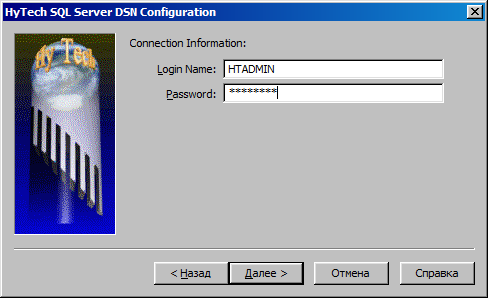 HyTech SQL Server DSN Configuration
Hy Tech
Connection Information:
Login Name: HTADMIN
Password: ********
< Назад Далее > Отмена Справка